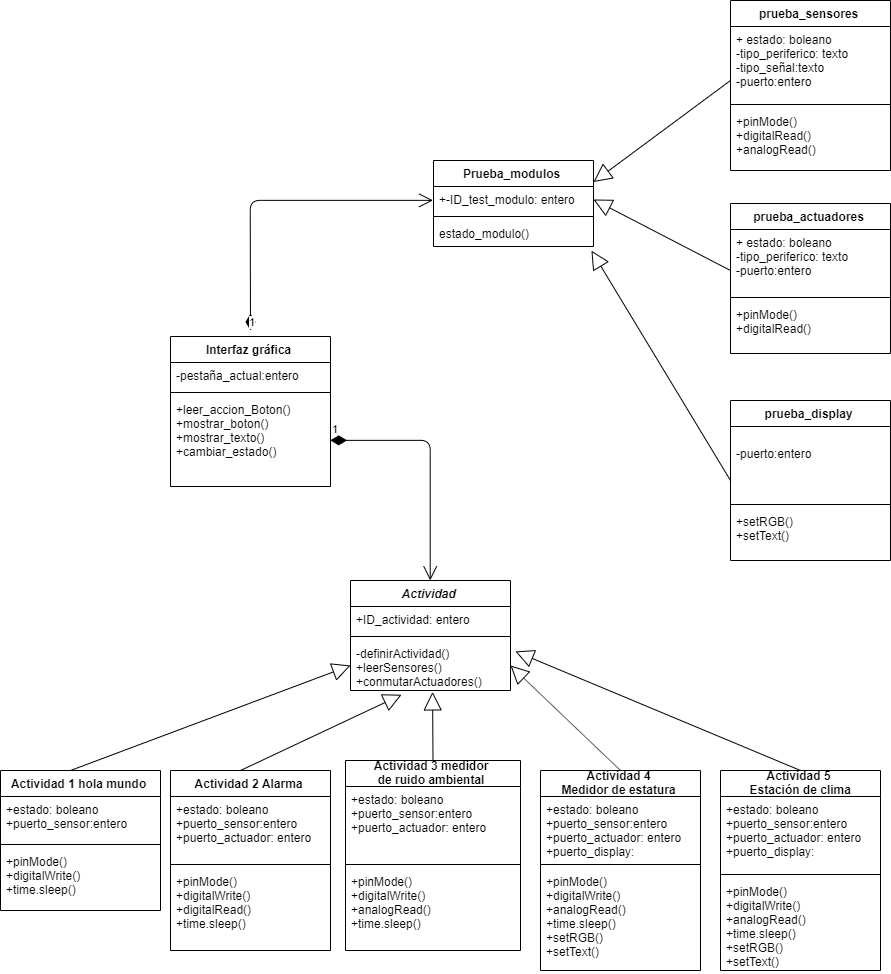 prueba_sensores
+ estado: boleano
-tipo_periferico: texto
-tipo_señal:texto
-puerto:entero
+pinMode()
+digitalRead()
+analogRead()
Prueba_modulos
+-ID_test_modulo: entero
estado_modulo()
prueba_actuadores
+ estado: boleano
-tipo_periferico: texto
-puerto:entero
+pinMode()
+digitalRead()
1
Interfaz gráfica
-pestaña_actual:entero
+leer_accion_Boton()
+mostrar_boton()
+mostrar_texto()
+cambiar_estado()
1
prueba_display
-puerto:entero
+setRGB()
+setText()
Actividad
+ID_actividad: entero
-definirActividad()
+leerSensores()
+conmutarActuadores()
Actividad 1 hola mundo
+estado: boleano
+puerto_sensor:entero
+pinMode()
+digitalWrite()
+time.sleep()
Actividad 2 Alarma
+estado: boleano
+puerto_sensor:entero
+puerto_actuador: entero
+pinMode()
+digitalWrite()
+digitalRead()
+time.sleep()
Actividad 3 medidor
de ruido ambiental
+estado: boleano
+puerto_sensor:entero
+puerto_actuador: entero
+pinMode()
+digitalWrite()
+analogRead()
+time.sleep()
Actividad 4
Medidor de estatura
+estado: boleano
+puerto_sensor:entero
+puerto_actuador: entero
+puerto_display:
+pinMode()
+digitalWrite()
+analogRead()
+time.sleep()
+setRGB()
+setText()
Actividad 5
Estación de clima
+estado: boleano
+puerto_sensor:entero
+puerto_actuador: entero
+puerto_display:
+pinMode()
+digitalWrite()
+analogRead()
+time.sleep()
+setRGB()
+setText()